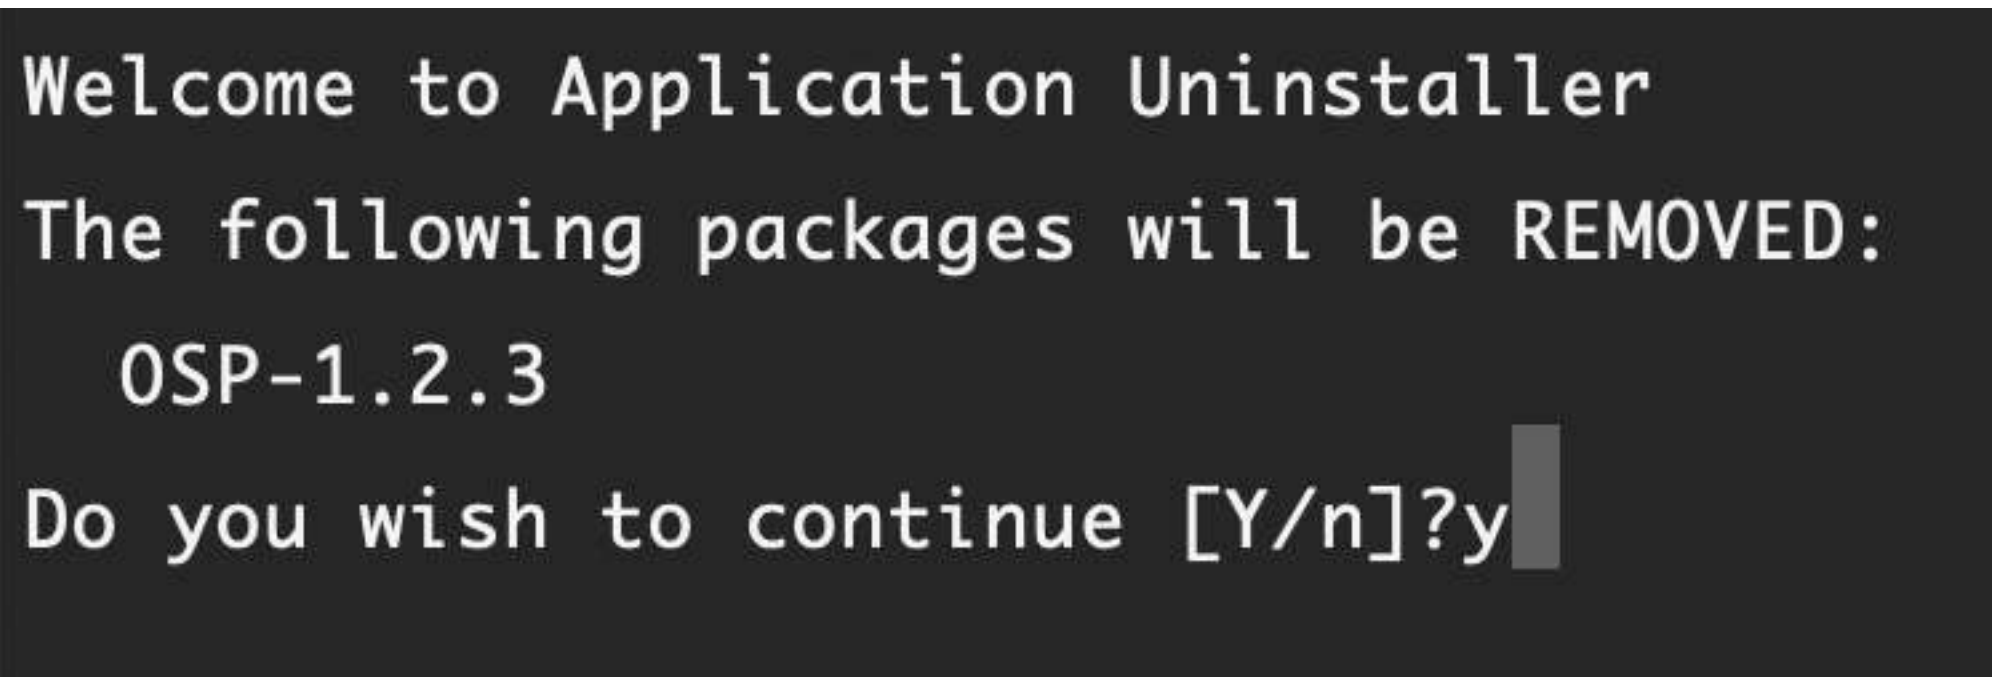 Welcome to Application Uninstaller
The following packages will be REMOVED:
OSP-1.2.3
Do you wish to continue [Y/n]?y